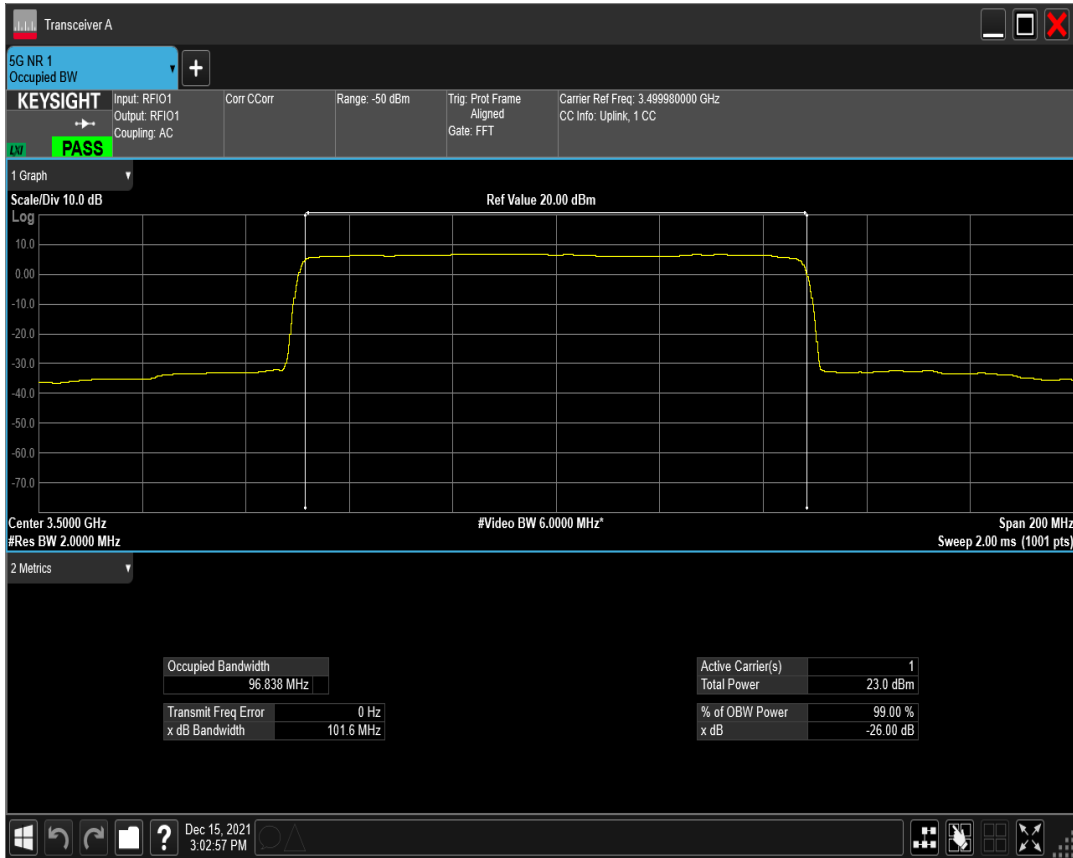 Transceiver A
5G NR 1
Occupied BW
KEYSIGHT
LXI
PASS
Input: RFIO1
Output: RFIO1
Coupling: AC
Corr CCorr
Range: -50 dBm
Trig: Prot Frame
Aligned
Gate: FFT
Carrier Ref Freq: 3.499980000 GHz
CC Info: Uplink, 1 CC
1 Graph
Scale/Div 10.0 dB
Ref Value 20.00 dBm
Log
10.0
0.00
-10.0
-20.0
-30.0
-40.0
-50.0
-60.0
-70.0
Center 3.5000 GHz
#Video BW 6.0000 MHz*
Span 200 MHz
#Res BW 2.0000 MHz
Sweep 2.00 ms (1001 pts)
2 Metrics
Occupied Bandwidth
96.838 MHz
Transmit Freq Error 0 Hz
x dB Bandwidth 101.6 MHz
Active Carrier(s) 1
Total Power 23.0 dBm
% of OBW Power 99.00 %
x dB -26.00 dB
?
Dec 15, 2021
3:02:57 PM